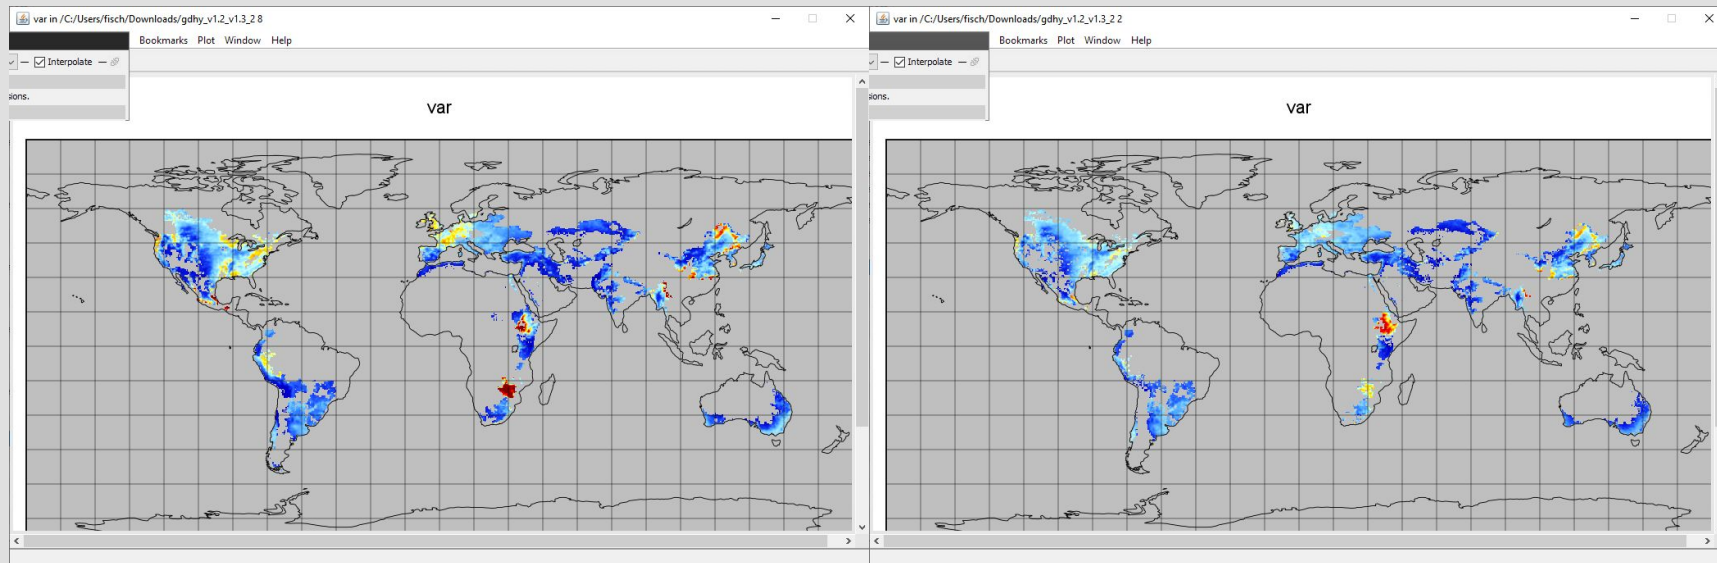 var in /C:/Users/fisch/Downloads/gdhy_v1.2_v1.3_2 8
Bookmarks Plot Window Help
Interpolate
sions.
var
var in /C:/Users/fisch/Downloads/gdhy_v1.2_v1.3_2 2
Bookmarks Plot Window Help
Interpolate
sions.
var